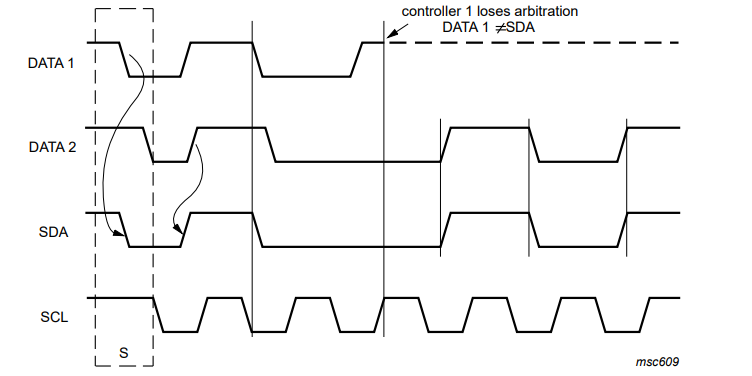 controller 1 loses arbitration
DATA 1 ≠SDA
DATA 1
DATA 2
SDA
SCL
S
msc609